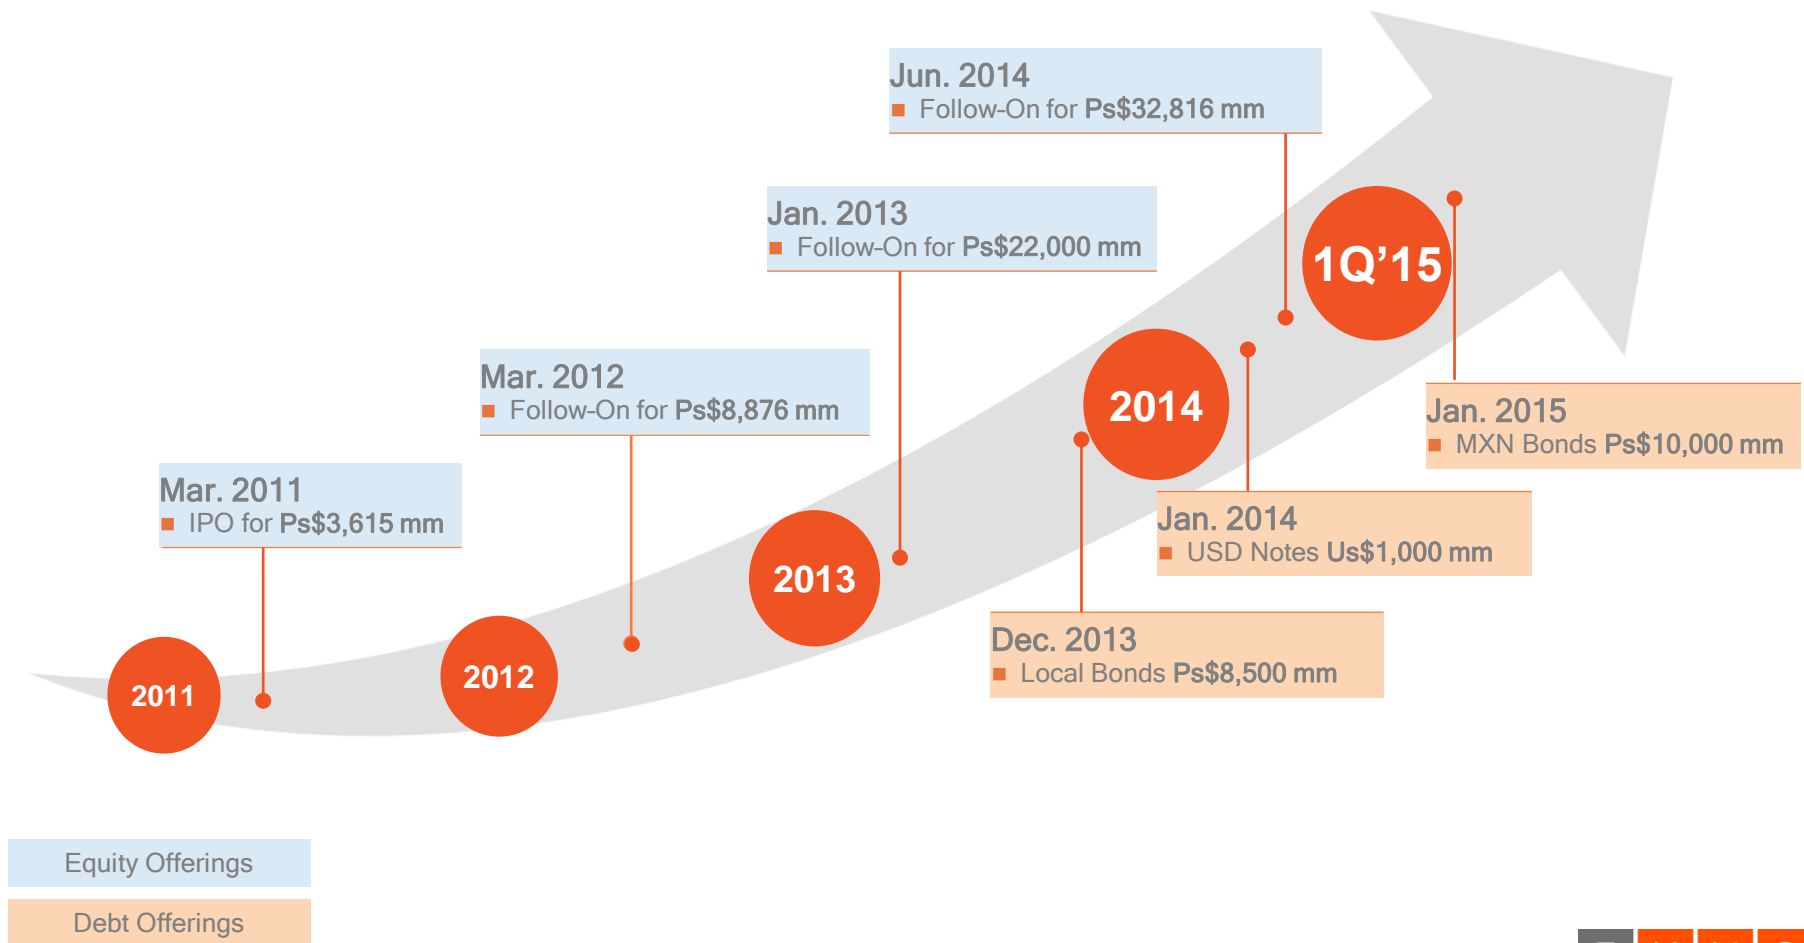 Jun. 2014
Follow-On for Ps$32,816 mm
Jan. 2013
Follow-On for Ps$22,000 mm
1Q’15
Mar. 2012
Follow-On for Ps$8,876 mm
2014
Jan. 2015
MXN Bonds Ps$10,000 mm
Mar. 2011
IPO for Ps$3,615 mm
Jan. 2014
USD Notes Us$1,000 mm
2013
Dec. 2013
Local Bonds Ps$8,500 mm
2012
2011
Equity Offerings
Debt Offerings